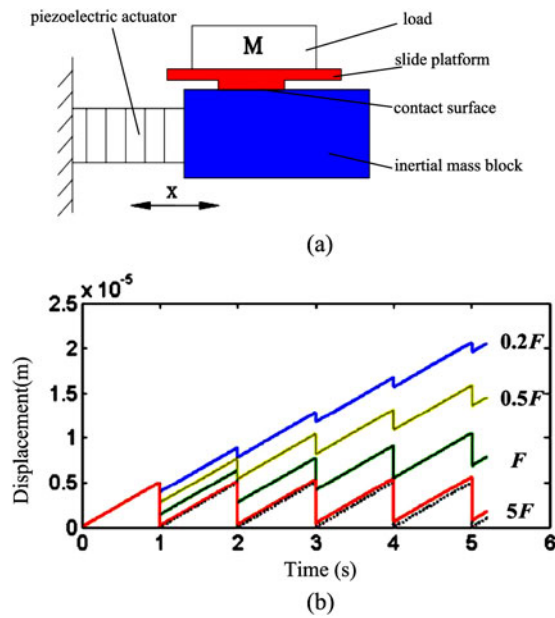 piezoelectric actuator
load
M
slide platform
contact surface
inertial mass block
x
(a)
x 10⁻⁵
2.5
2
1.5
1
0.5
0
Displacement(m)
0.2F
0.5F
F
5F
0 1 2 3 4 5 6
Time (s)
(b)